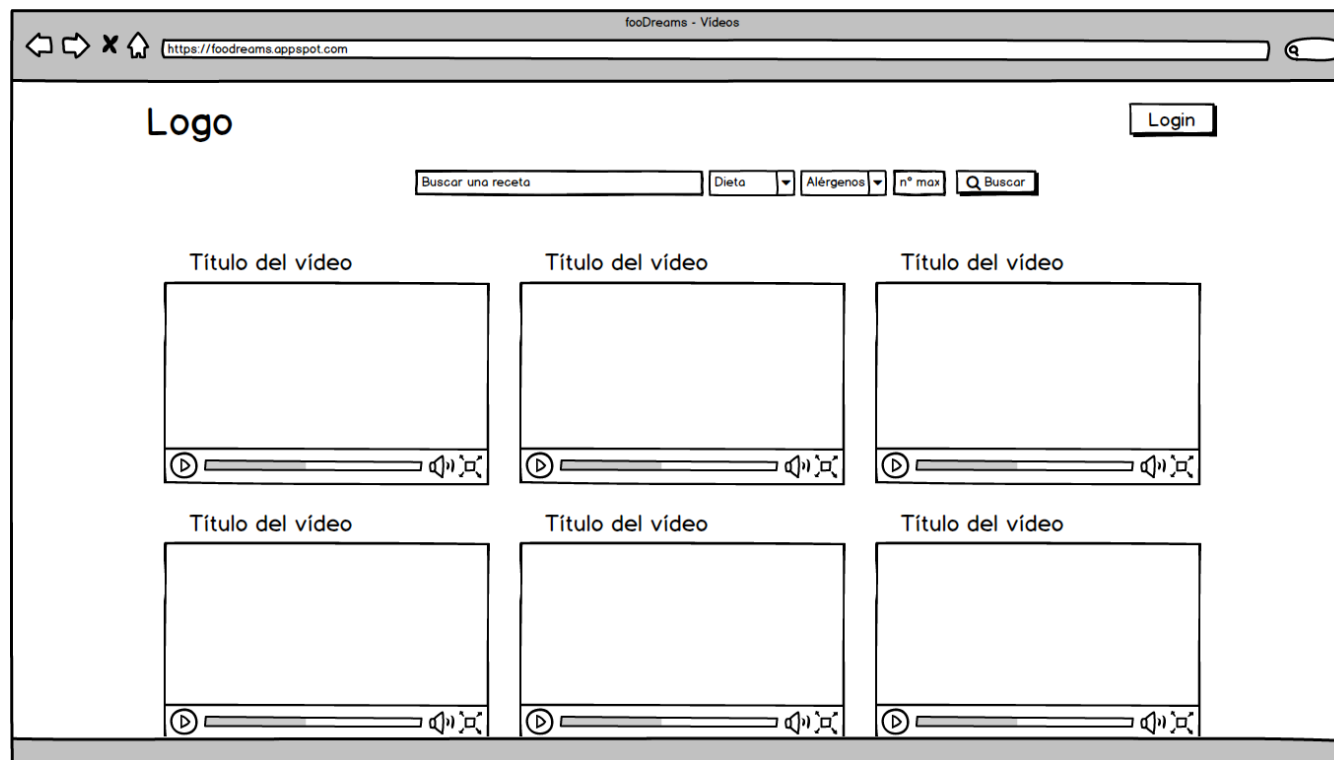 fooDreams - Vídeos
https://foodreams.appspot.com
Logo
Login
Buscar una receta
Dieta
Alérgenos
nº max
Buscar
Título del vídeo
Título del vídeo
Título del vídeo
Título del vídeo
Título del vídeo
Título del vídeo